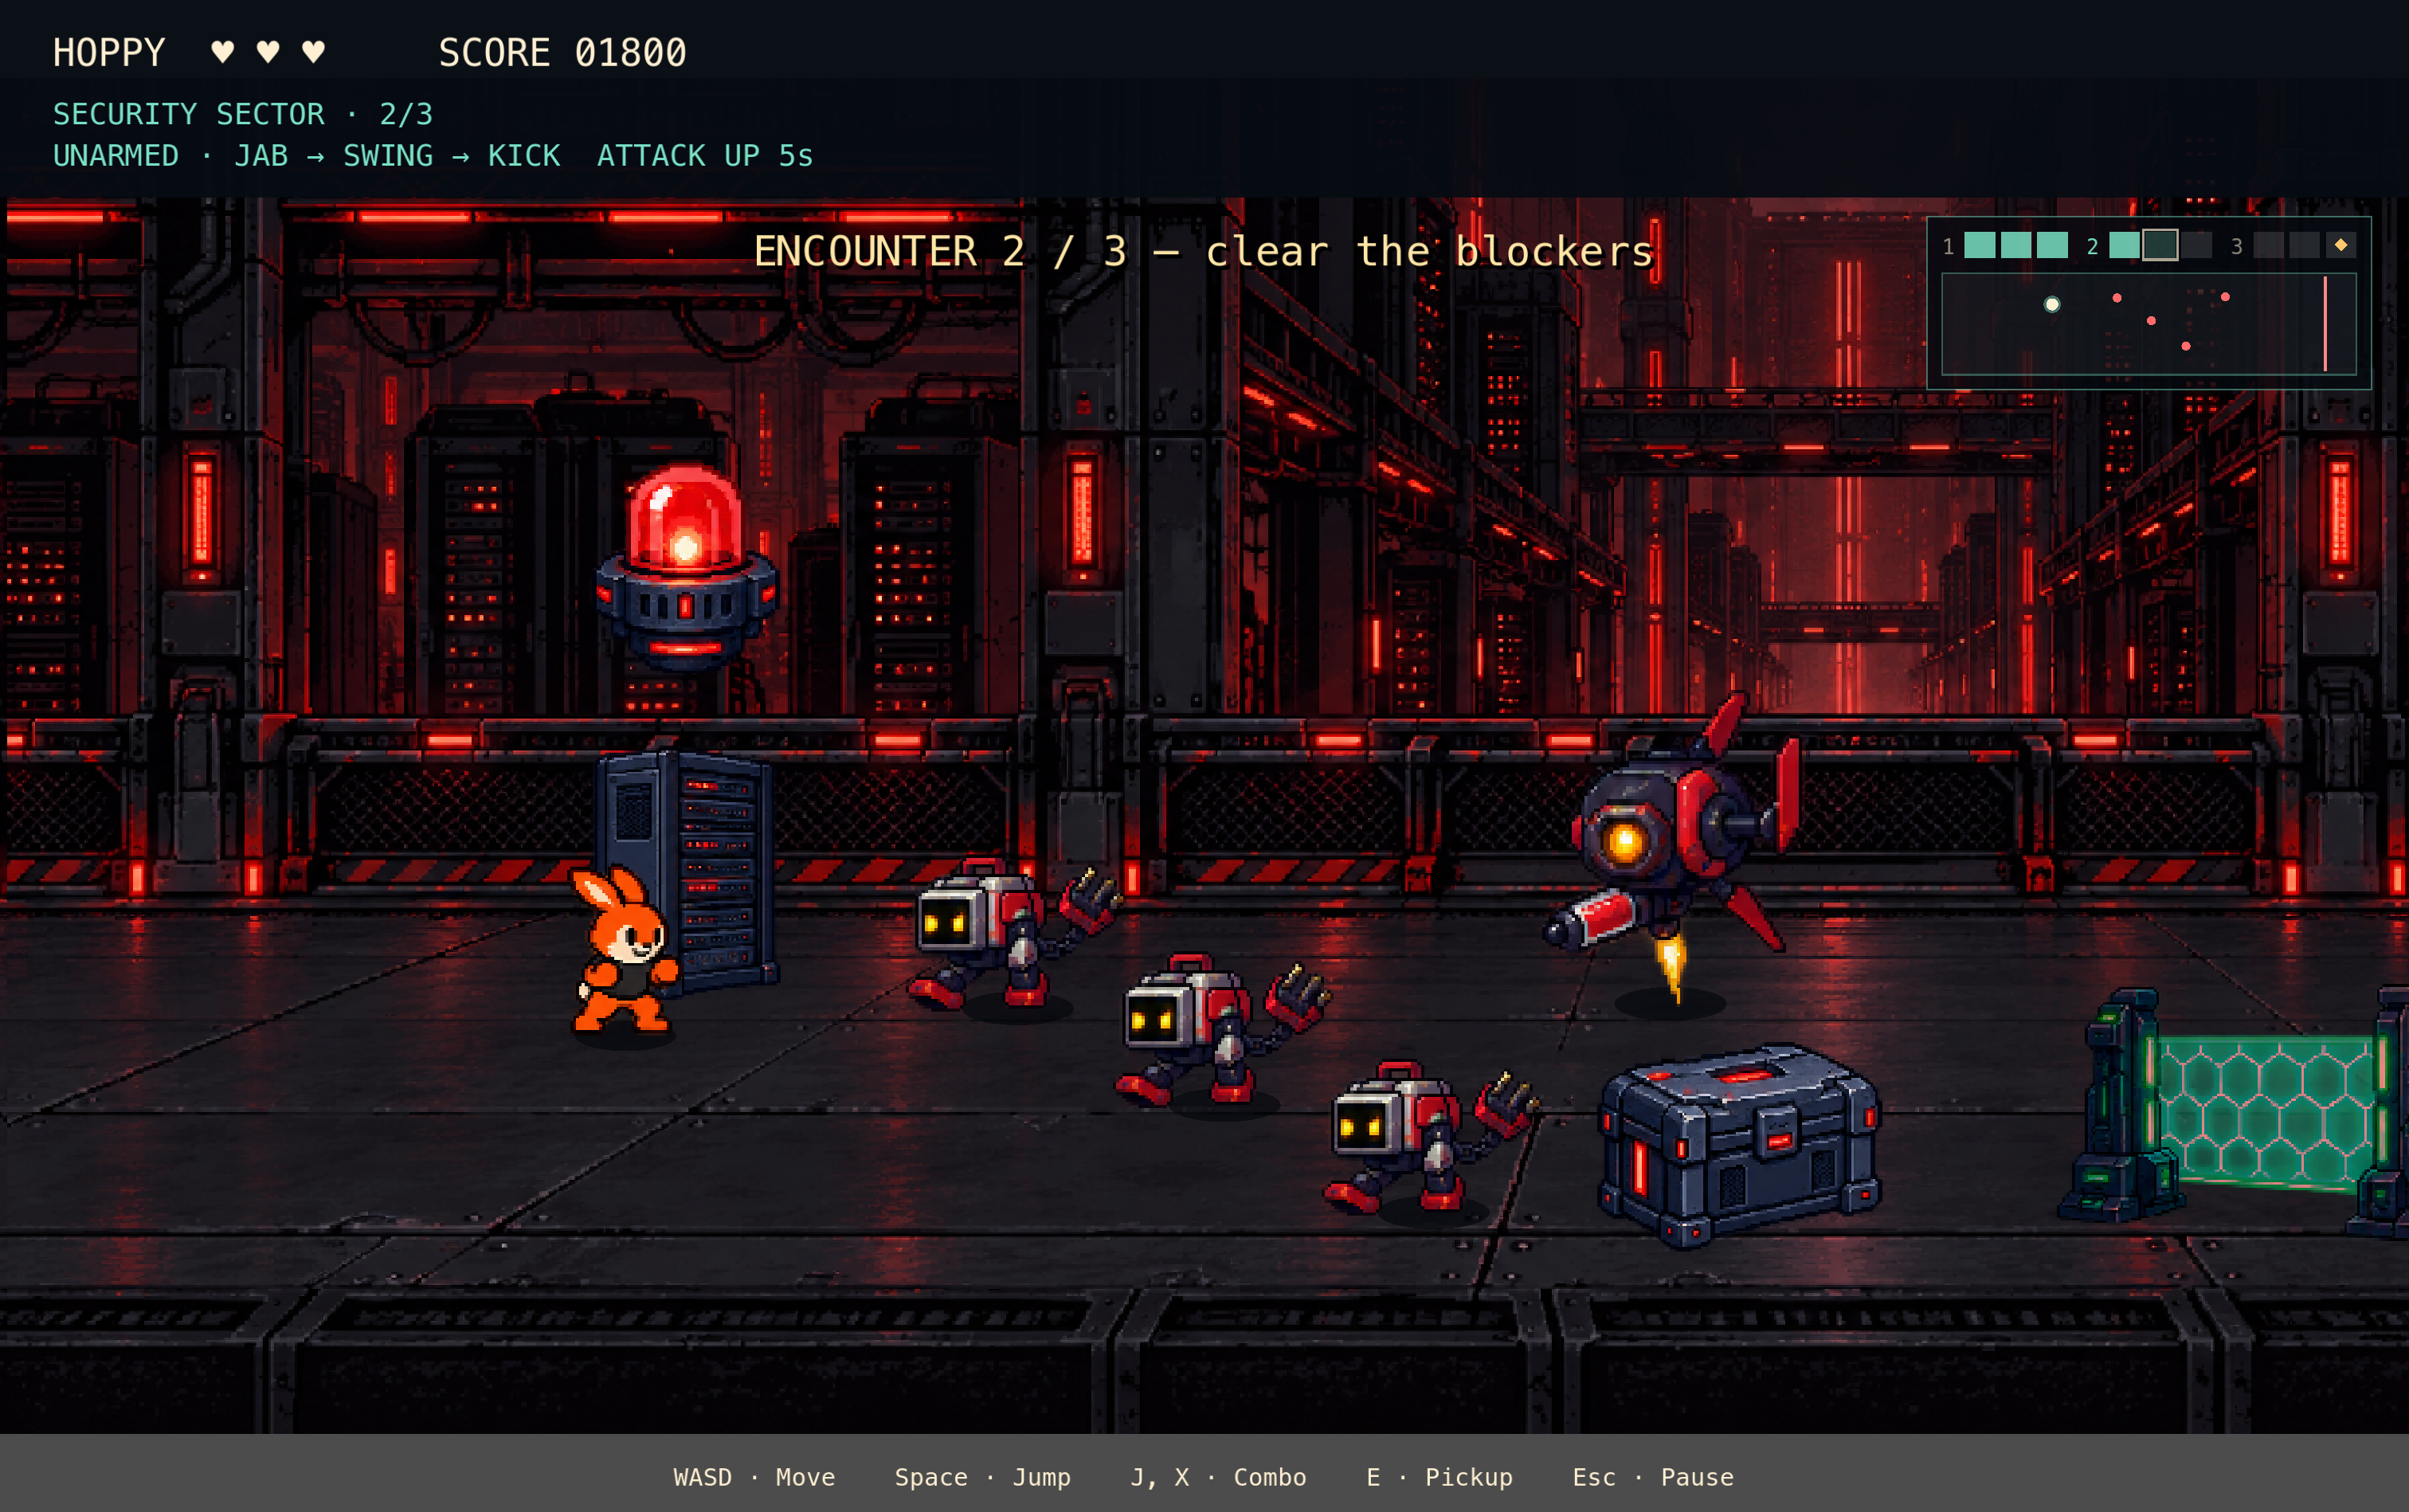 HOPPY ♥ ♥ ♥ SCORE 01800
SECURITY SECTOR · 2/3
UNARMED · JAB → SWING → KICK ATTACK UP 5s
ENCOUNTER 2 / 3 — clear the blockers
1 2 3
WASD · Move Space · Jump J, X · Combo E · Pickup Esc · Pause